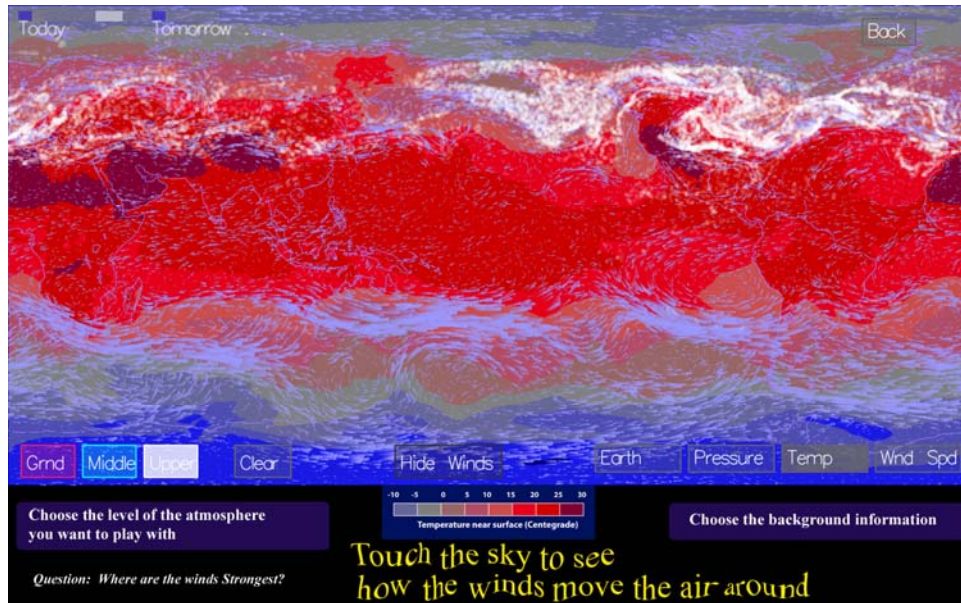 Today
Tomorrow . . .
Back
Grnd
Middle
Upper
Clear
Hide Winds
Earth
Pressure
Temp
Wnd Spd
-10 -5 0 5 10 15 20 25 30
Temperature near surface (Centegrade)
Choose the level of the atmosphere
you want to play with
Choose the background information
Question: Where are the winds Strongest?
Touch the sky to see
how the winds move the air around